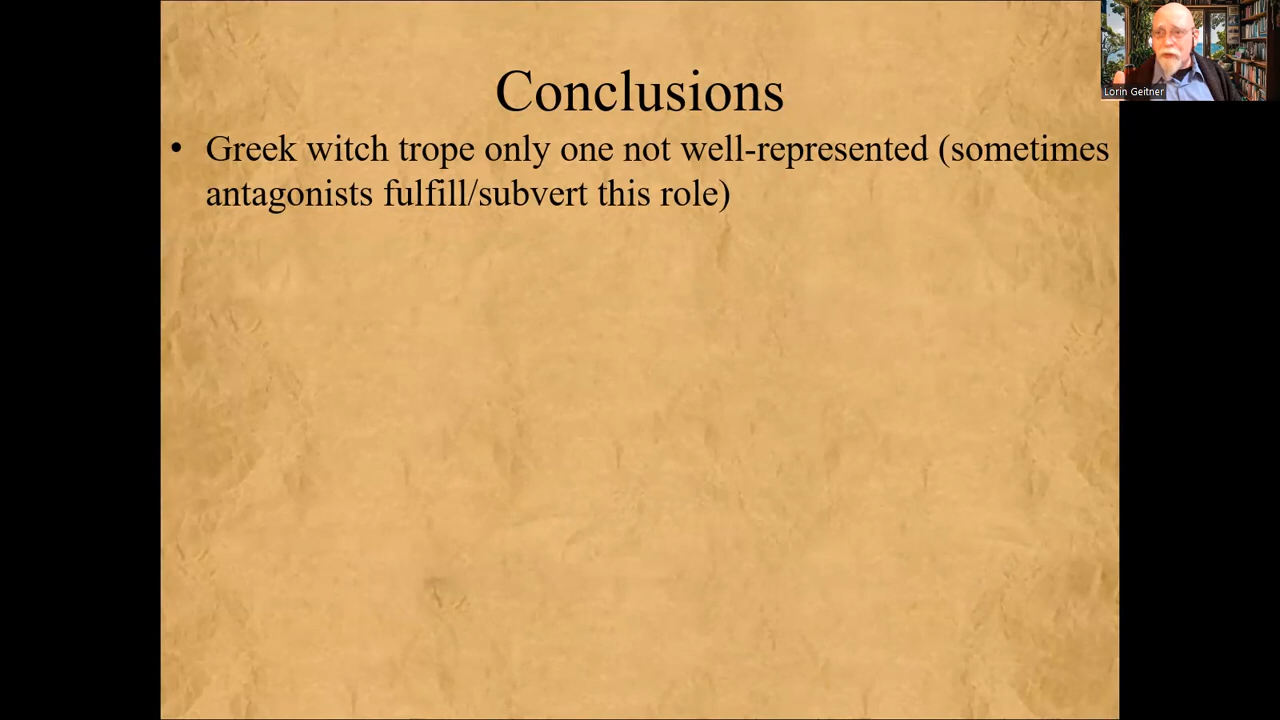 Conclusions
• Greek witch trope only one not well-represented (sometimes
antagonists fulfill/subvert this role)
Lorin Geitner